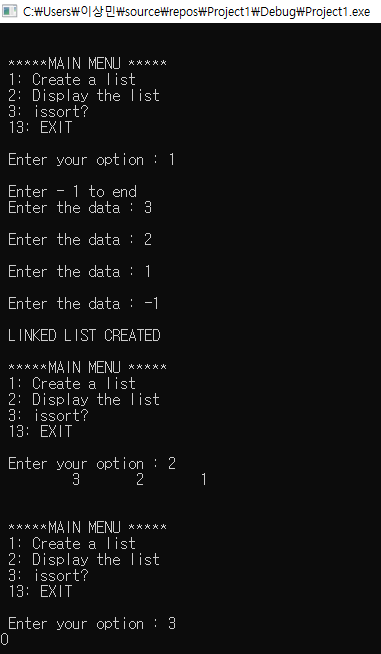 C:₩Users₩이상민₩source₩repos₩Project1₩Debug₩Project1.exe
*****MAIN MENU *****
1: Create a list
2: Display the list
3: issort?
13: EXIT
Enter your option : 1
Enter - 1 to end
Enter the data : 3
Enter the data : 2
Enter the data : 1
Enter the data : -1
LINKED LIST CREATED
*****MAIN MENU *****
1: Create a list
2: Display the list
3: issort?
13: EXIT
Enter your option : 2
3 2 1
*****MAIN MENU *****
1: Create a list
2: Display the list
3: issort?
13: EXIT
Enter your option : 3
0